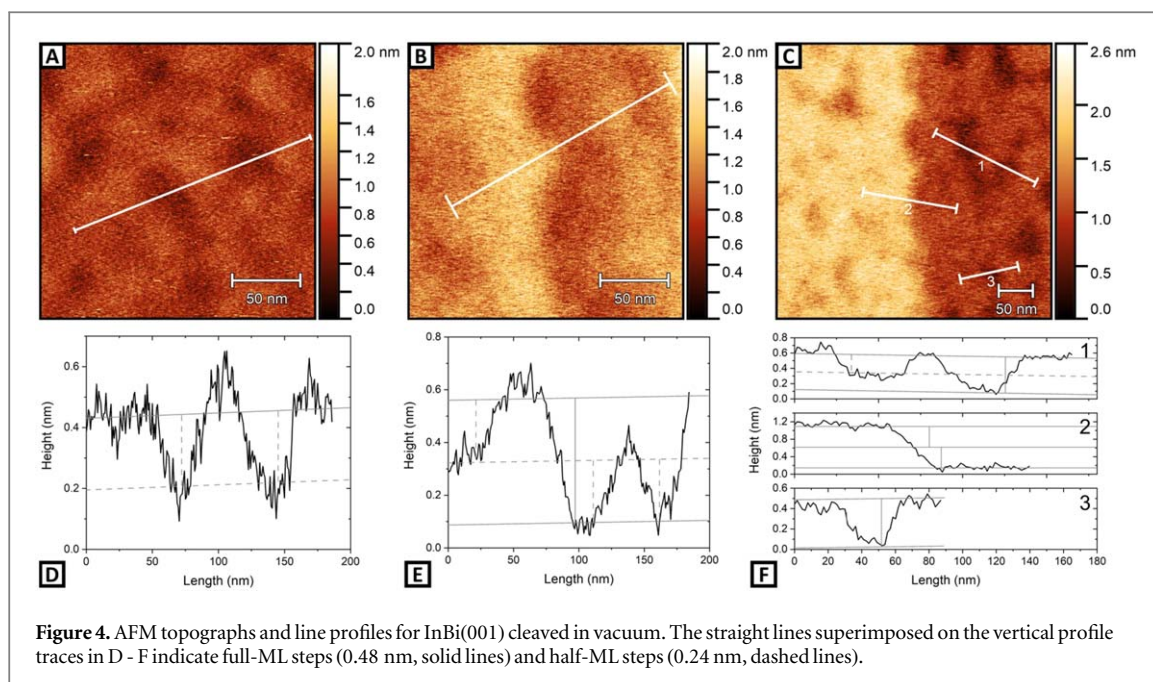 A
2.0 nm
1.6
1.4
1.2
1.0
0.8
0.6
0.4
0.0
50 nm
B
2.0 nm
1.8
1.6
1.4
1.2
1.0
0.8
0.6
0.4
0.2
0.0
50 nm
C
2.6 nm
2.0
1.5
1.0
0.5
0.0
1
2
3
50 nm
0.6
0.4
0.2
0.0
Height (nm)
0 50 100 150 200
Length (nm)
D
0.8
0.6
0.4
0.2
0.0
Height (nm)
0 50 100 150 200
Length (nm)
E
0.8
0.6
0.4
0.2
0.0
1
1.2
0.8
0.4
0.0
2
0.6
0.4
0.2
0.0
3
Height (nm)
0 20 40 60 80 100 120 140 160 180
Length (nm)
F
Figure 4. AFM topographs and line profiles for InBi(001) cleaved in vacuum. The straight lines superimposed on the vertical profile
traces in D - F indicate full-ML steps (0.48 nm, solid lines) and half-ML steps (0.24 nm, dashed lines).